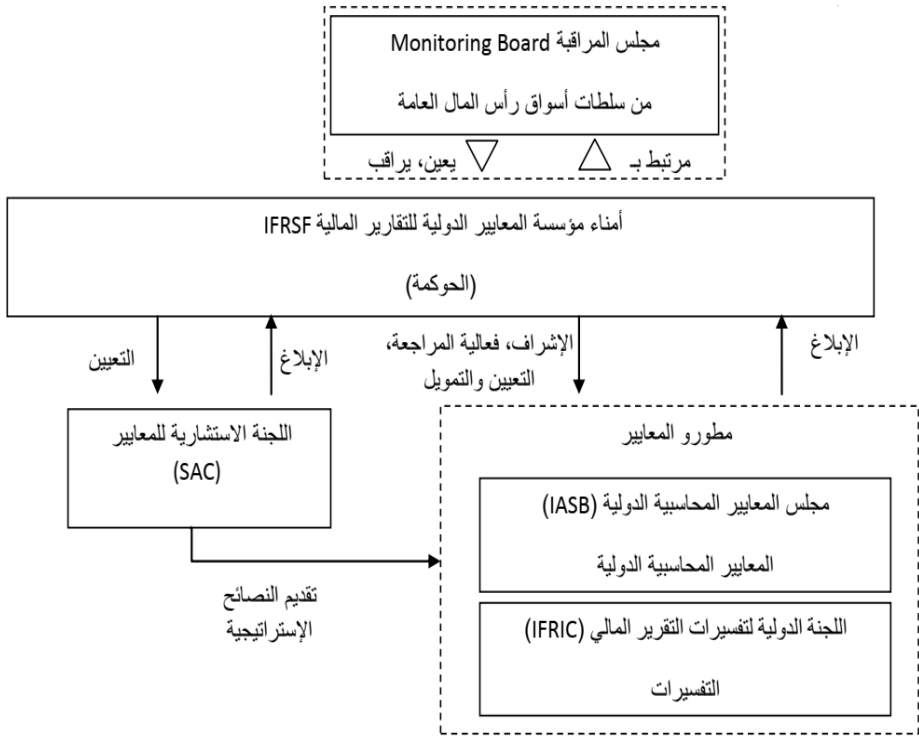 مجلس المراقبة Monitoring Board
من سلطات أسواق رأس المال العامة
مرتبط بـ
يعين، يراقب
أمناء مؤسسة المعايير الدولية للتقارير المالية IFRSF
(الحوكمة)
الإبلاغ
الإشراف، فعالية المراجعة،
التعيين والتمويل
الإبلاغ
التعيين
اللجنة الاستشارية للمعايير
(SAC)
مطورو المعايير
مجلس المعايير المحاسبية الدولية (IASB)
المعايير المحاسبية الدولية
اللجنة الدولية لتفسيرات التقرير المالي (IFRIC)
التفسيرات
تقديم النصائح
الإستراتيجية